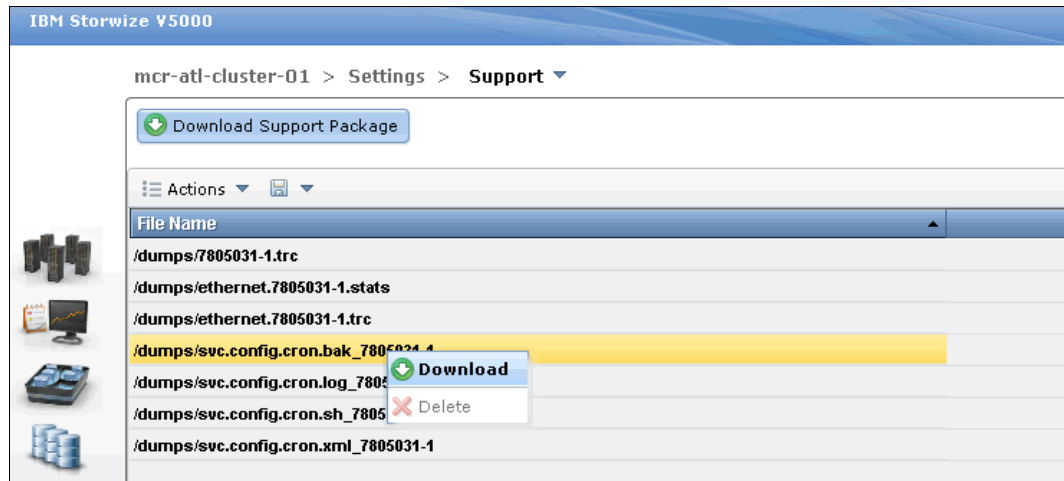 IBM Storwize V5000
mcr-atl-cluster-01 > Settings > Support
Download Support Package
Actions
File Name
/dumps/7805031-1.trc
/dumps/ethernet.7805031-1.stats
/dumps/ethernet.7805031-1.trc
/dumps/svc.config.cron.bak_7805031-1
Download
/dumps/svc.config.cron.log_7805
Delete
/dumps/svc.config.cron.sh_7805
/dumps/svc.config.cron.xml_7805031-1